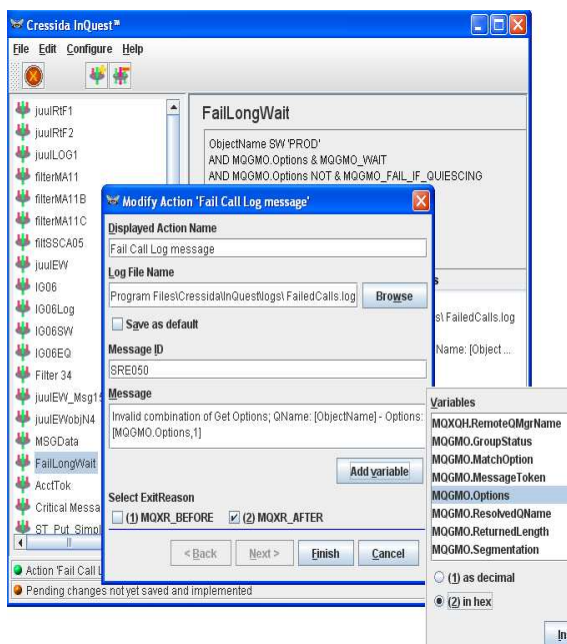 Cressida InQuest™
File Edit Configure Help
juulRtF1
juulRtF2
juulLOG1
filterMA11
filterMA11B
filterMA11C
filtSSCA05
juulEW
IG06
IG06Log
IG06SW
IG06EQ
Filter 34
juulEW_Msg15
juulEWobjN4
MSGData
FailLongWait
AcctTok
Critical Messa
ST_Put_Simpl
FailLongWait
ObjectName SW 'PROD'
AND MQGMO.Options & MQGMO_WAIT
AND MQGMO.Options NOT & MQGMO_FAIL_IF_QUIESCING
s
s\ FailedCalls.log
Name: [Object ...
Modify Action 'Fail Call Log message'
Displayed Action Name
Fail Call Log message
Log File Name
Program Files\Cressida\InQuest\logs\ FailedCalls.log
Browse
Save as default
Message ID
SRE050
Message
Invalid combination of Get Options; QName: [ObjectName] - Options:
[MQGMO.Options,1]
Add variable
Select ExitReason
(1) MQXR_BEFORE (2) MQXR_AFTER
< Back Next > Finish Cancel
Variables
MQXQH.RemoteQMgrName
MQGMO.GroupStatus
MQGMO.MatchOption
MQGMO.MessageToken
MQGMO.Options
MQGMO.ResolvedQName
MQGMO.ReturnedLength
MQGMO.Segmentation
(1) as decimal
(2) in hex
In
Action 'Fail Call L
Pending changes not yet saved and implemented